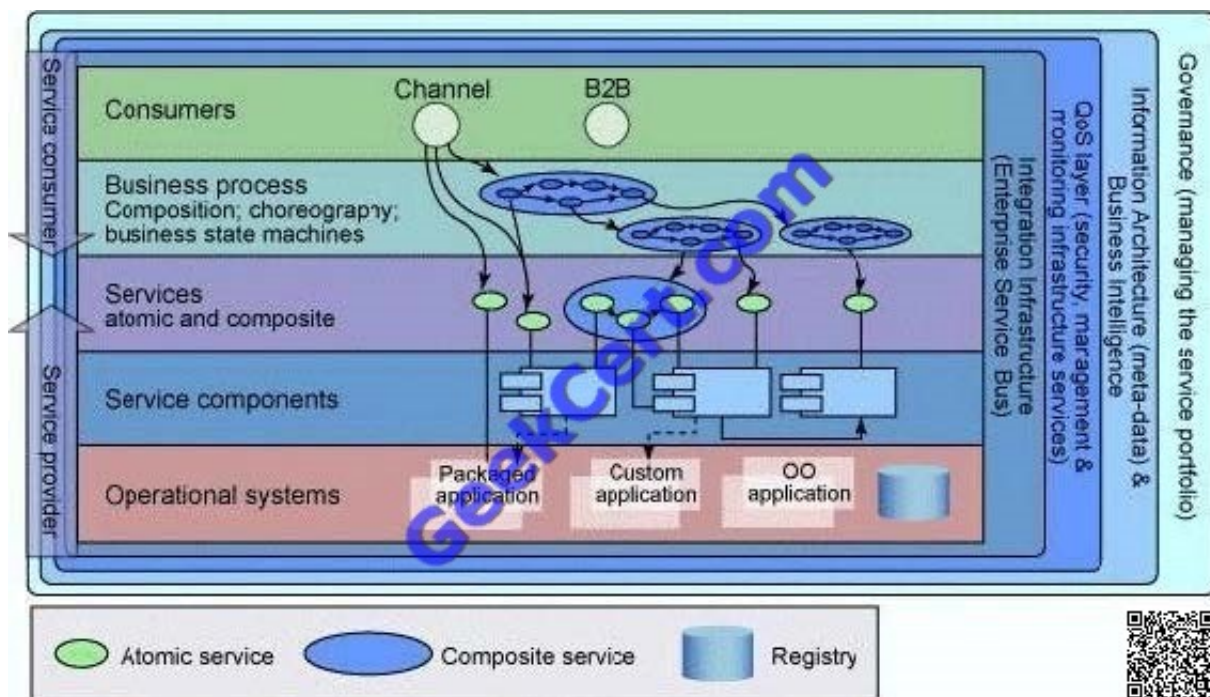 Service consumer
Service provider
Consumers
Channel
B2B
Business process
Composition; choreography;
business state machines
Services
atomic and composite
Service components
Operational systems
Packaged
application
Custom
application
OO
application
Integration Infrastructure
(Enterprise Service Bus)
QoS layer (security, management &
monitoring infrastructure services)
Information Architecture (meta-data) &
Business Intelligence
Governance (managing the service portfolio)
GeekCert.com
Atomic service
Composite service
Registry